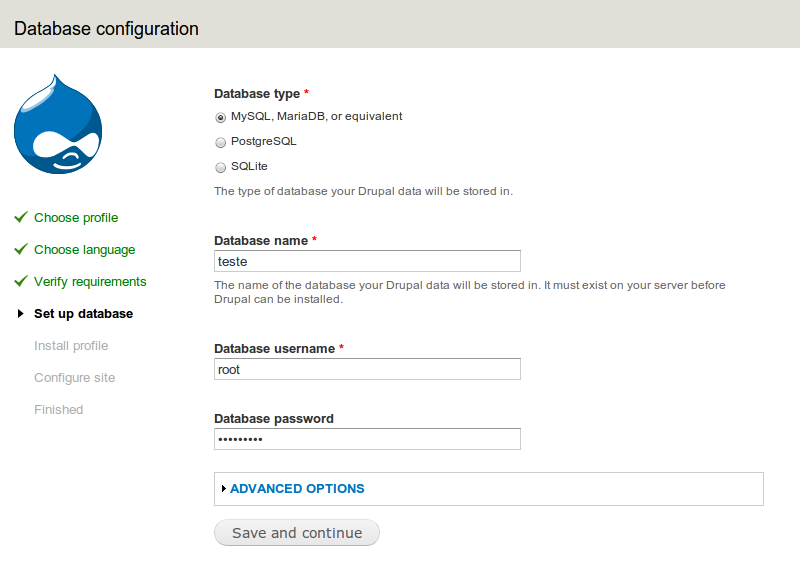 Database configuration
Choose profile
Choose language
Verify requirements
Set up database
Install profile
Configure site
Finished
Database type *
MySQL, MariaDB, or equivalent
PostgreSQL
SQLite
The type of database your Drupal data will be stored in.
Database name *
teste
The name of the database your Drupal data will be stored in. It must exist on your server before
Drupal can be installed.
Database username *
root
Database password
•••••••••
ADVANCED OPTIONS
Save and continue